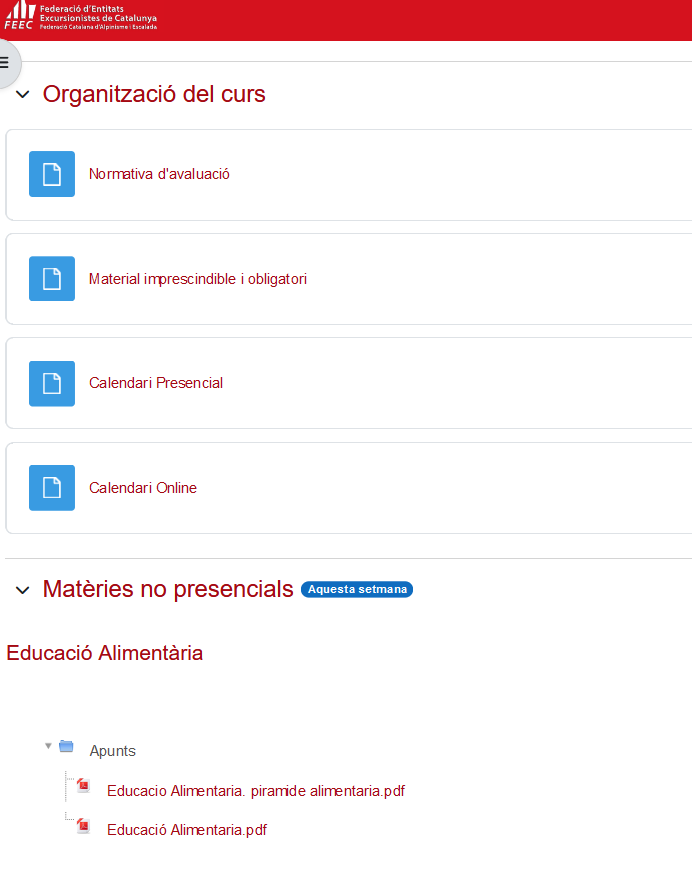 Federació d'Entitats
Excursionistes de Catalunya
FEEC Federació Catalana d'Alpinisme i Escalada
Organització del curs
Normativa d'avaluació
Material imprescindible i obligatori
Calendari Presencial
Calendari Online
Matèries no presencials Aquesta setmana
Educació Alimentària
Apunts
Educacio Alimentaria. piramide alimentaria.pdf
Educació Alimentaria.pdf